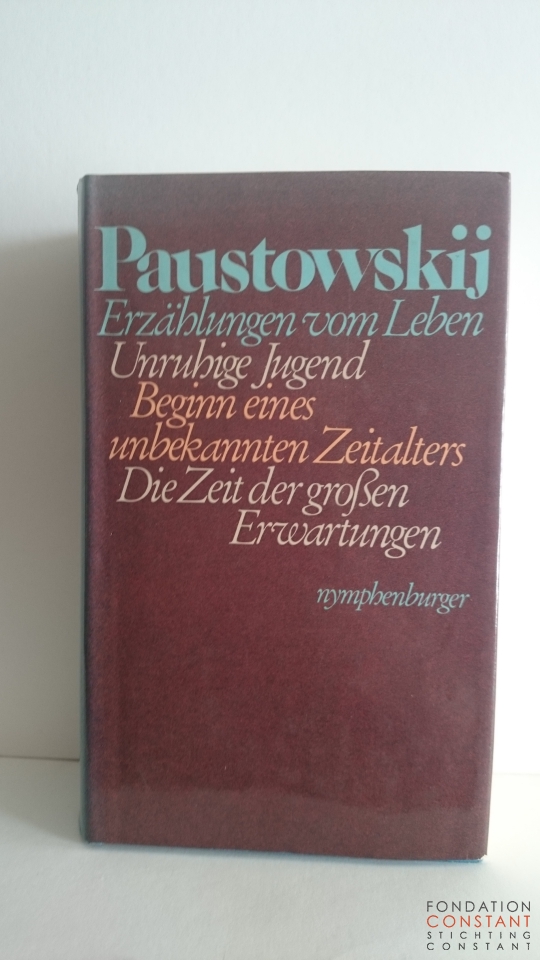 Paustowskij
Erzählungen vom Leben
Unruhige Jugend
Beginn eines
unbekannten Zeitalters
Die Zeit der großen
Erwartungen
nymphenburger
FONDATION
CONSTANT
STICHTING
CONSTANT